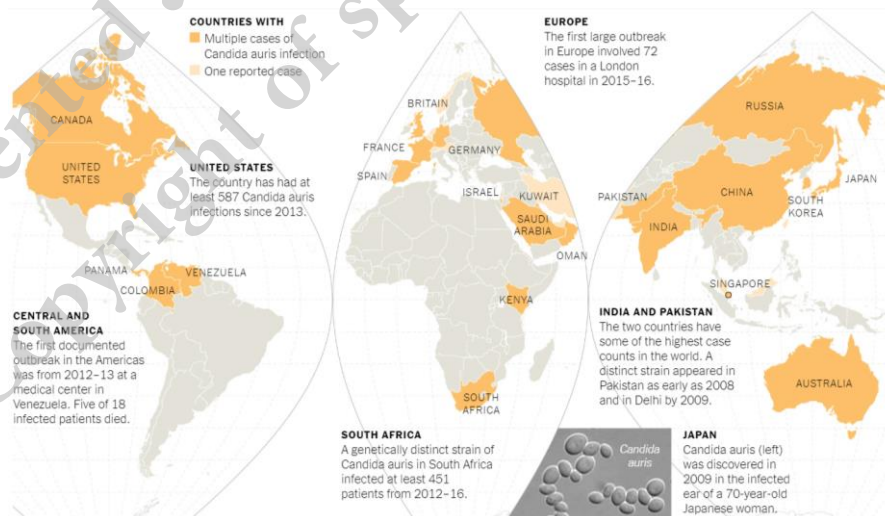 COUNTRIES WITH
Multiple cases of
Candida auris infection
One reported case
EUROPE
The first large outbreak
in Europe involved 72
cases in a London
hospital in 2015–16.
CANADA
UNITED
STATES
UNITED STATES
The country has had at
least 587 Candida auris
infections since 2013.
PANAMA
VENEZUELA
COLOMBIA
CENTRAL AND
SOUTH AMERICA
The first documented
outbreak in the Americas
was from 2012–13 at a
medical center in
Venezuela. Five of 18
infected patients died.
BRITAIN
FRANCE
GERMANY
SPAIN
ISRAEL
KUWAIT
SAUDI
ARABIA
OMAN
KENYA
SOUTH
AFRICA
SOUTH AFRICA
A genetically distinct strain of
Candida auris in South Africa
infected at least 451
patients from 2012–16.
RUSSIA
CHINA
JAPAN
SOUTH
KOREA
PAKISTAN
INDIA
SINGAPORE
INDIA AND PAKISTAN
The two countries have
some of the highest case
counts in the world. A
distinct strain appeared in
Pakistan as early as 2008
and in Delhi by 2009.
AUSTRALIA
Candida
auris
JAPAN
Candida auris (left)
was discovered in
2009 in the infected
ear of a 70-year-old
Japanese woman.
Copyright of sp